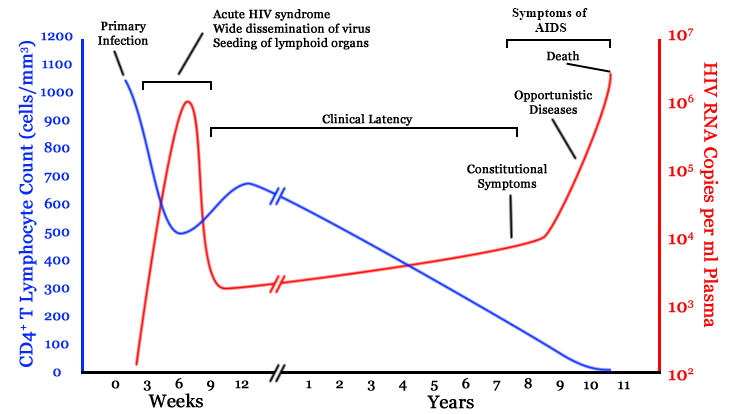 Symptoms of
AIDS
Acute HIV syndrome
Wide dissemination of virus
Seeding of lymphoid organs
Primary
Infection
Death
Opportunistic
Diseases
Clinical Latency
Constitutional
Symptoms
CD4+ T Lymphocyte Count (cells/mm³)
1200
1100
1000
900
800
700
600
500
400
300
200
100
0
HIV RNA Copies per ml Plasma
10⁷
10⁶
10⁵
10⁴
10³
10²
0 3 6 9 12 1 2 3 4 5 6 7 8 9 10 11
Weeks Years